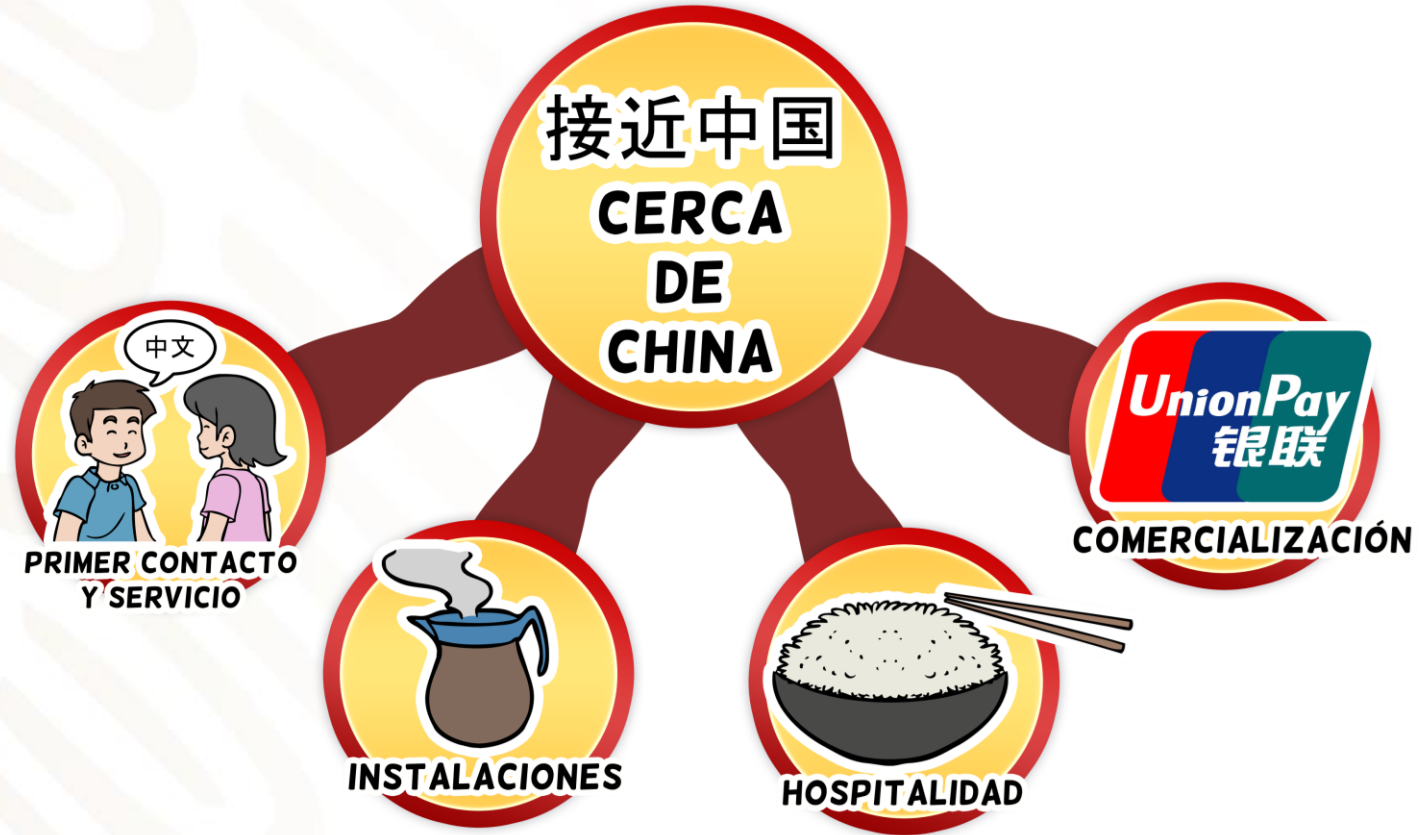 接近中国
CERCA
DE
CHINA
中文
PRIMER CONTACTO
Y SERVICIO
INSTALACIONES
HOSPITALIDAD
UnionPay
银联
COMERCIALIZACIÓN